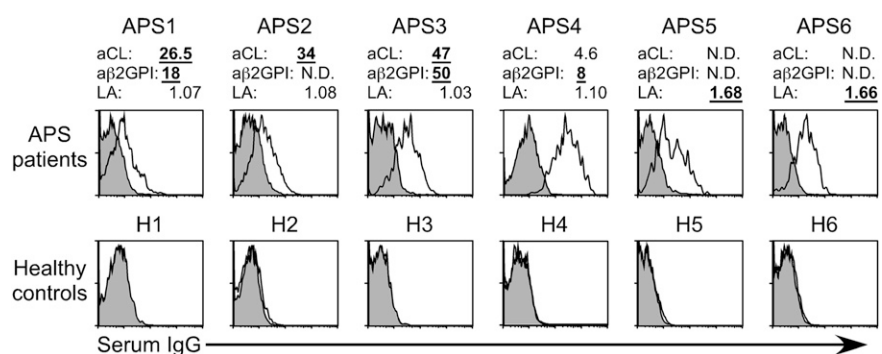 APS1 APS2 APS3 APS4 APS5 APS6
aCL: 26.5 aCL: 34 aCL: 47 aCL: 4.6 aCL: N.D. aCL: N.D.
aβ2GPI: 18 aβ2GPI: N.D. aβ2GPI: 50 aβ2GPI: 8 aβ2GPI: N.D. aβ2GPI: N.D.
LA: 1.07 LA: 1.08 LA: 1.03 LA: 1.10 LA: 1.68 LA: 1.66
APS
patients
H1 H2 H3 H4 H5 H6
Healthy
controls
Serum IgG